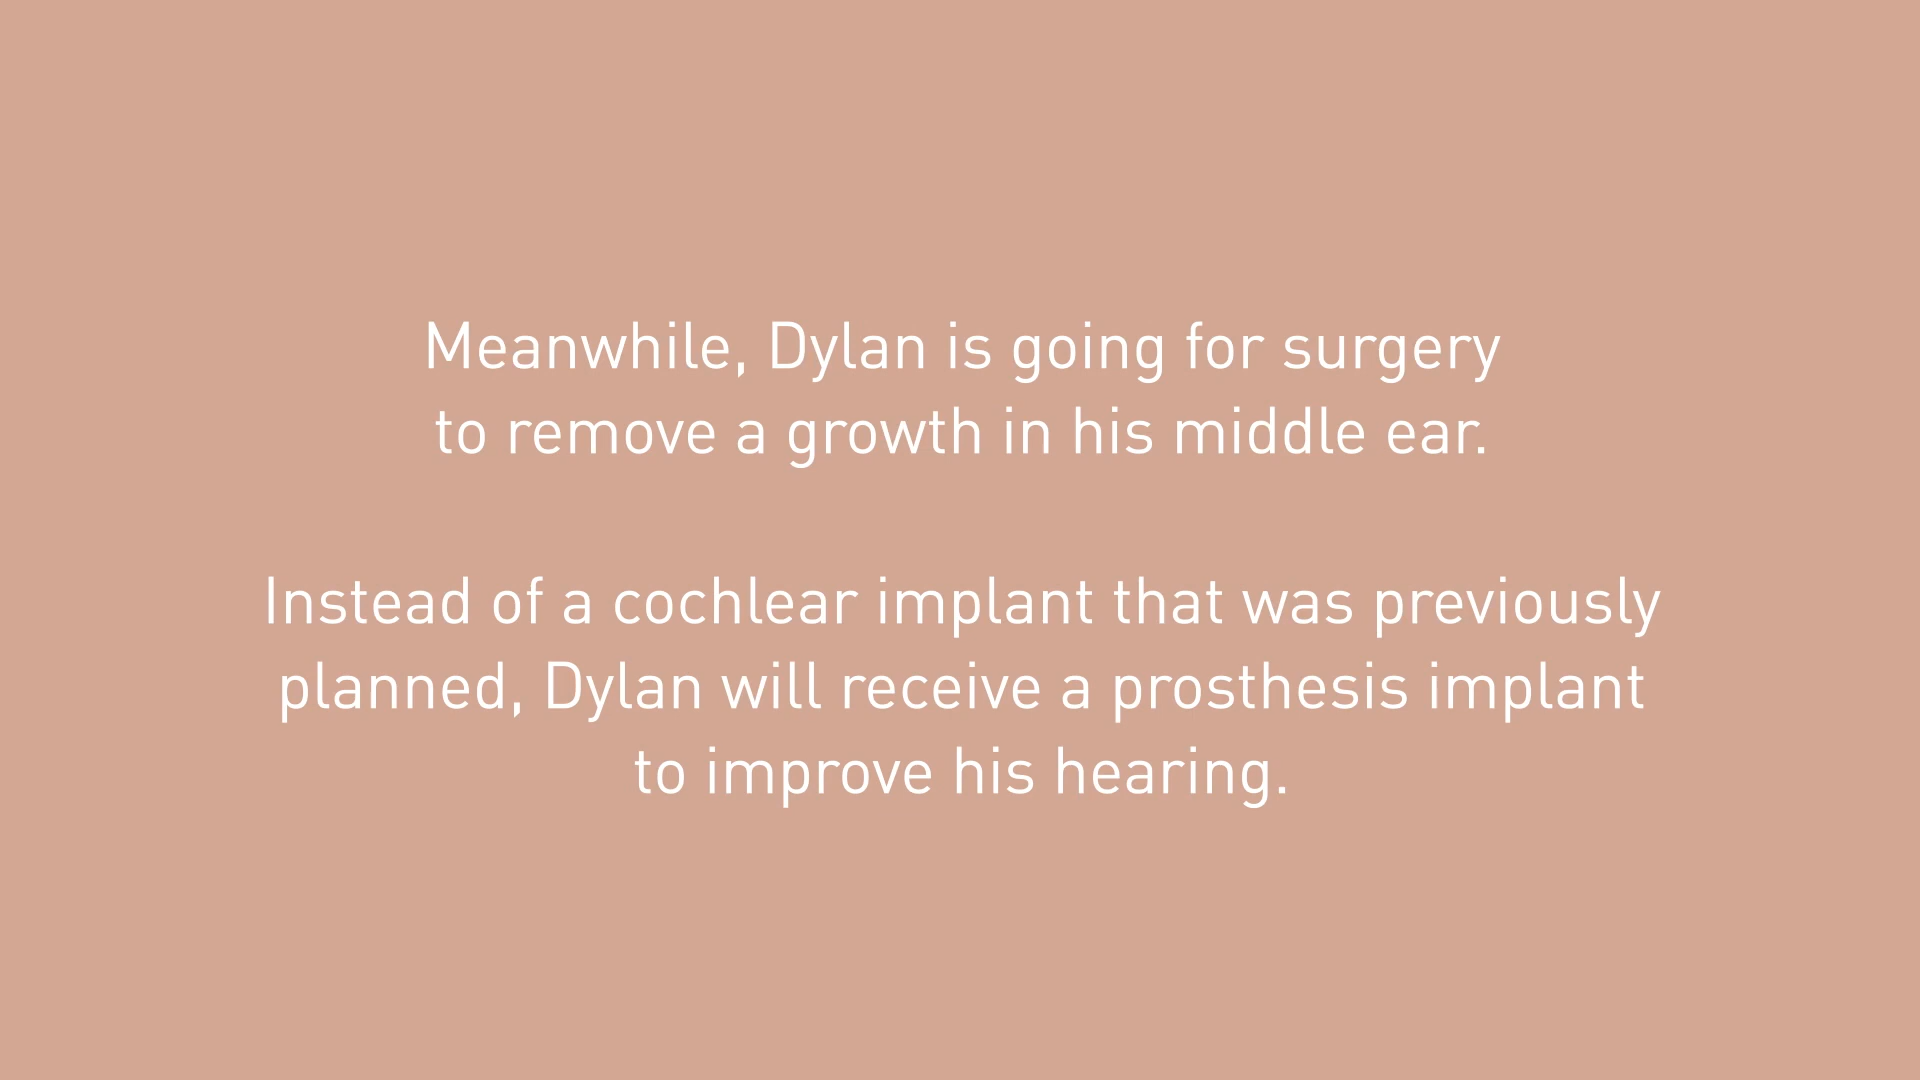 Meanwhile, Dylan is going for surgery
to remove a growth in his middle ear.
Instead of a cochlear implant that was previously
planned, Dylan will receive a prosthesis implant
to improve his hearing.